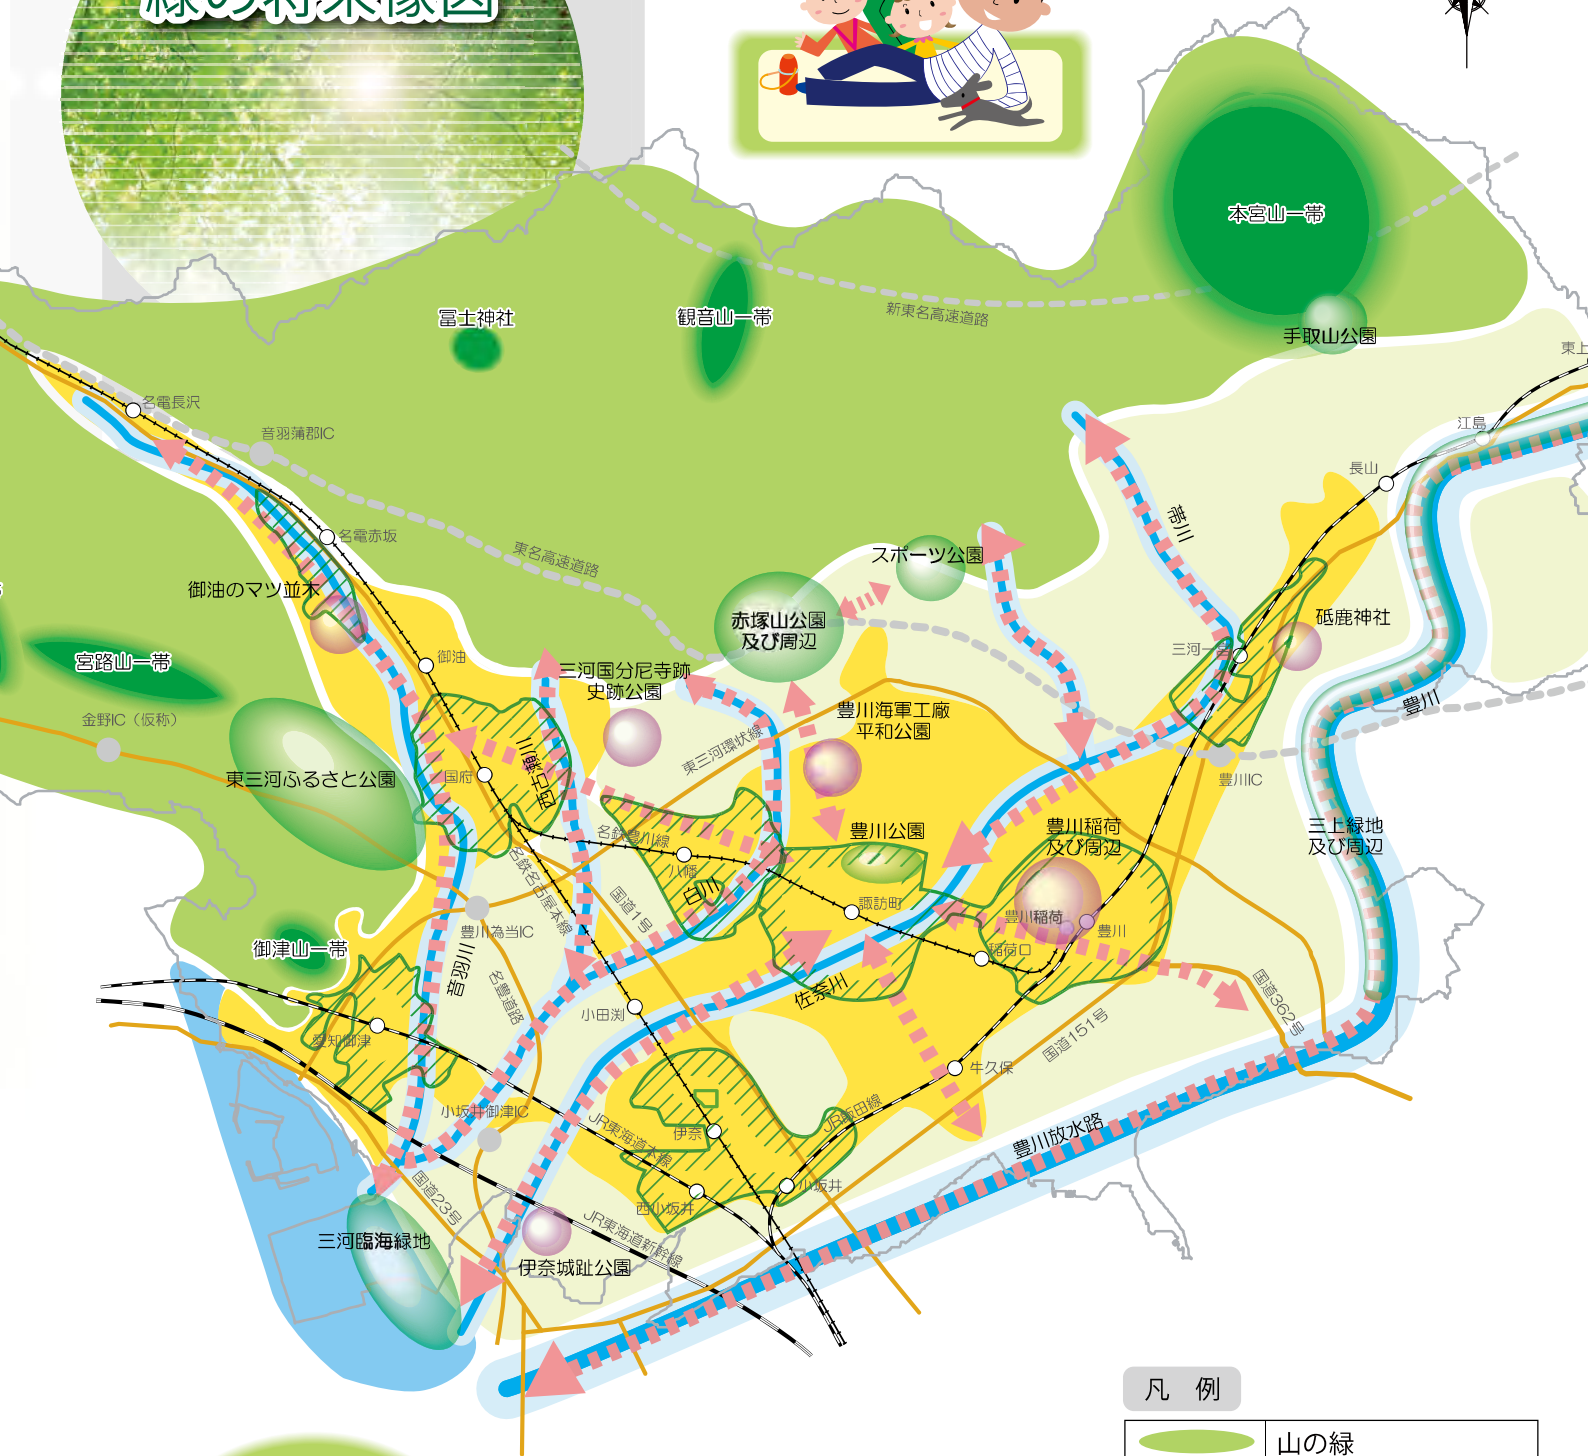 緑の将来像図
本宮山一帯
手取山公園
冨士神社
観音山一帯
新東名高速道路
東上
江島
長山
名電長沢
音羽蒲郡IC
名電赤坂
東名高速道路
スポーツ公園
帯川
御油のマツ並木
赤塚山公園
及び周辺
砥鹿神社
三河一宮
御油
宮路山一帯
三河国分尼寺跡
史跡公園
豊川
金野IC（仮称）
豊川海軍工廠
平和公園
東三河環状線
東三河ふるさと公園
国府
西古瀬川
豊川IC
名鉄豊川線
八幡
豊川公園
豊川稲荷
及び周辺
三上緑地
及び周辺
名鉄名古屋本線
国道1号
白川
諏訪町
豊川稲荷
豊川
稲荷口
御津山一帯
豊川為当IC
音羽川
名豊道路
佐奈川
国道362号
愛知御津
小田渕
国道151号
牛久保
小坂井御津IC
JR東海道本線
伊奈
JR飯田線
豊川放水路
国道23号
西小坂井
小坂井
三河臨海緑地
JR東海道新幹線
伊奈城趾公園
凡　例
山の緑